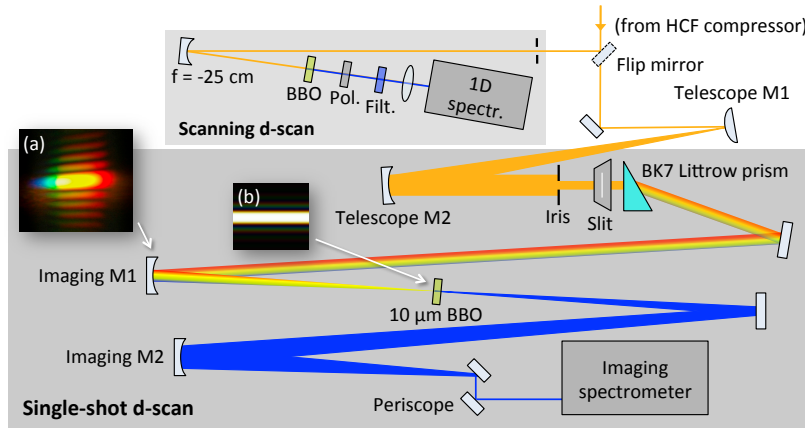 (from HCF compressor)
Flip mirror
f = -25 cm
BBO
Pol.
Filt.
1D
spectr.
Scanning d-scan
Telescope M1
(a)
(b)
Telescope M2
Iris
Slit
BK7 Littrow prism
Imaging M1
10 μm BBO
Imaging M2
Periscope
Imaging
spectrometer
Single-shot d-scan